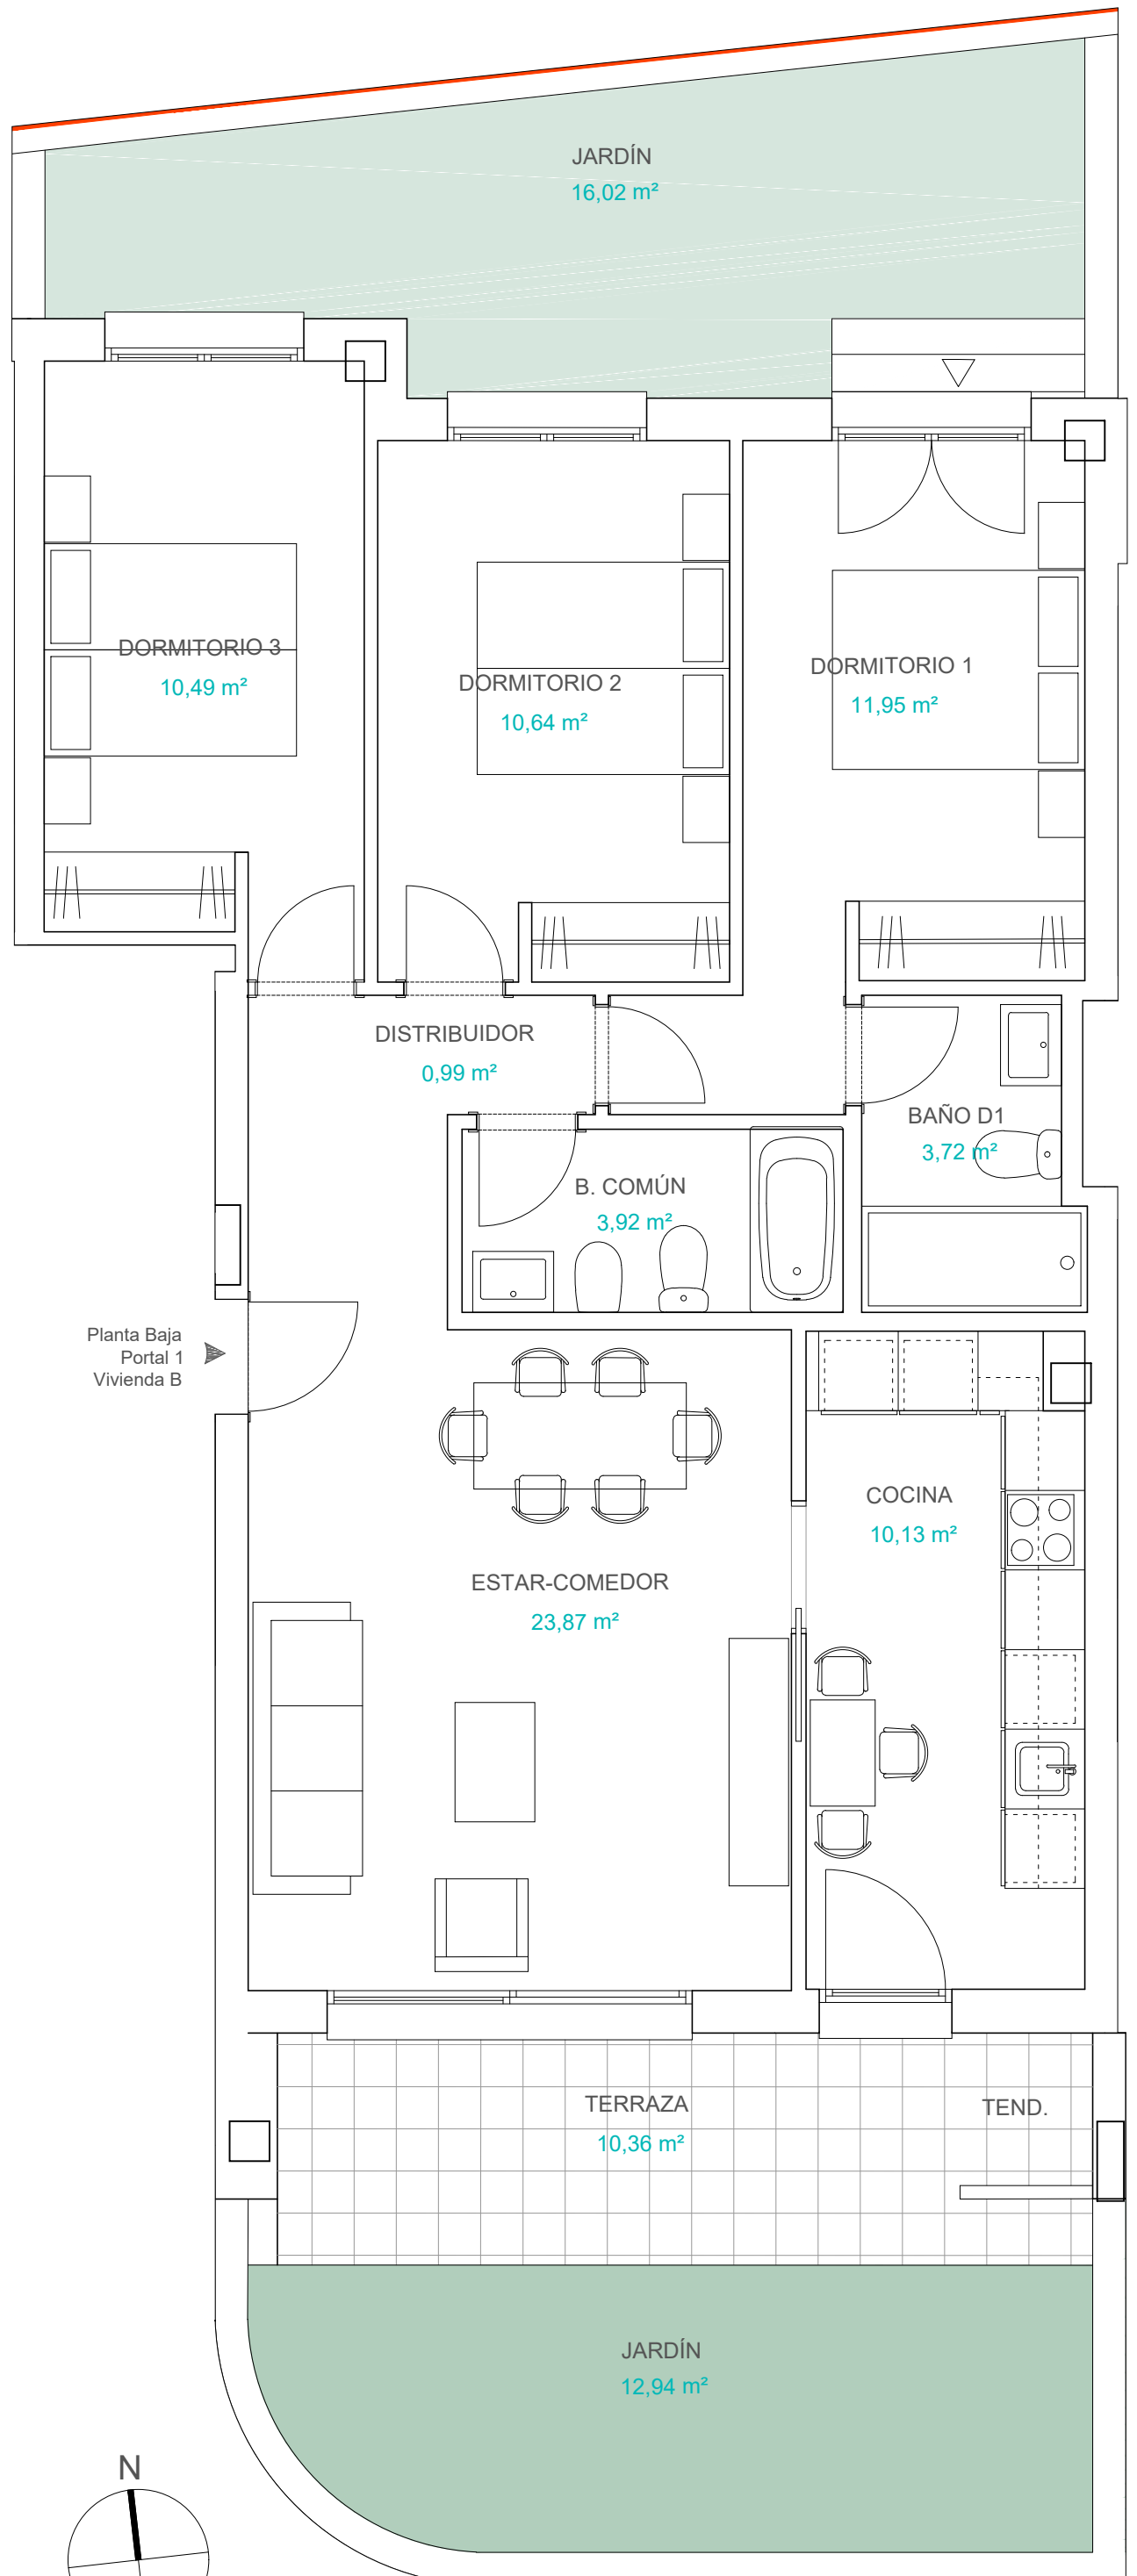 JARDÍN
16,02 m²
DORMITORIO 3
10,49 m²
DORMITORIO 2
10,64 m²
DORMITORIO 1
11,95 m²
DISTRIBUIDOR
0,99 m²
BAÑO D1
3,72 m²
B. COMÚN
3,92 m²
Planta Baja
Portal 1
Vivienda B
COCINA
10,13 m²
ESTAR-COMEDOR
23,87 m²
TERRAZA
10,36 m²
TEND.
JARDÍN
12,94 m²
N